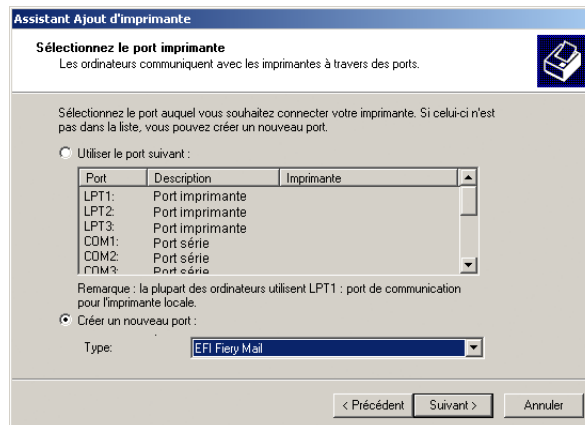 Assistant Ajout d'imprimante
Sélectionnez le port imprimante
Les ordinateurs communiquent avec les imprimantes à travers des ports.
Sélectionnez le port auquel vous souhaitez connecter votre imprimante. Si celui-ci n'est
pas dans la liste, vous pouvez créer un nouveau port.
Utiliser le port suivant :
Port Description Imprimante
LPT1: Port imprimante
LPT2: Port imprimante
LPT3: Port imprimante
COM1: Port série
COM2: Port série
COM3: Port série
Remarque : la plupart des ordinateurs utilisent LPT1 : port de communication
pour l'imprimante locale.
Créer un nouveau port :
Type: EFI Fiery Mail
< Précédent Suivant > Annuler